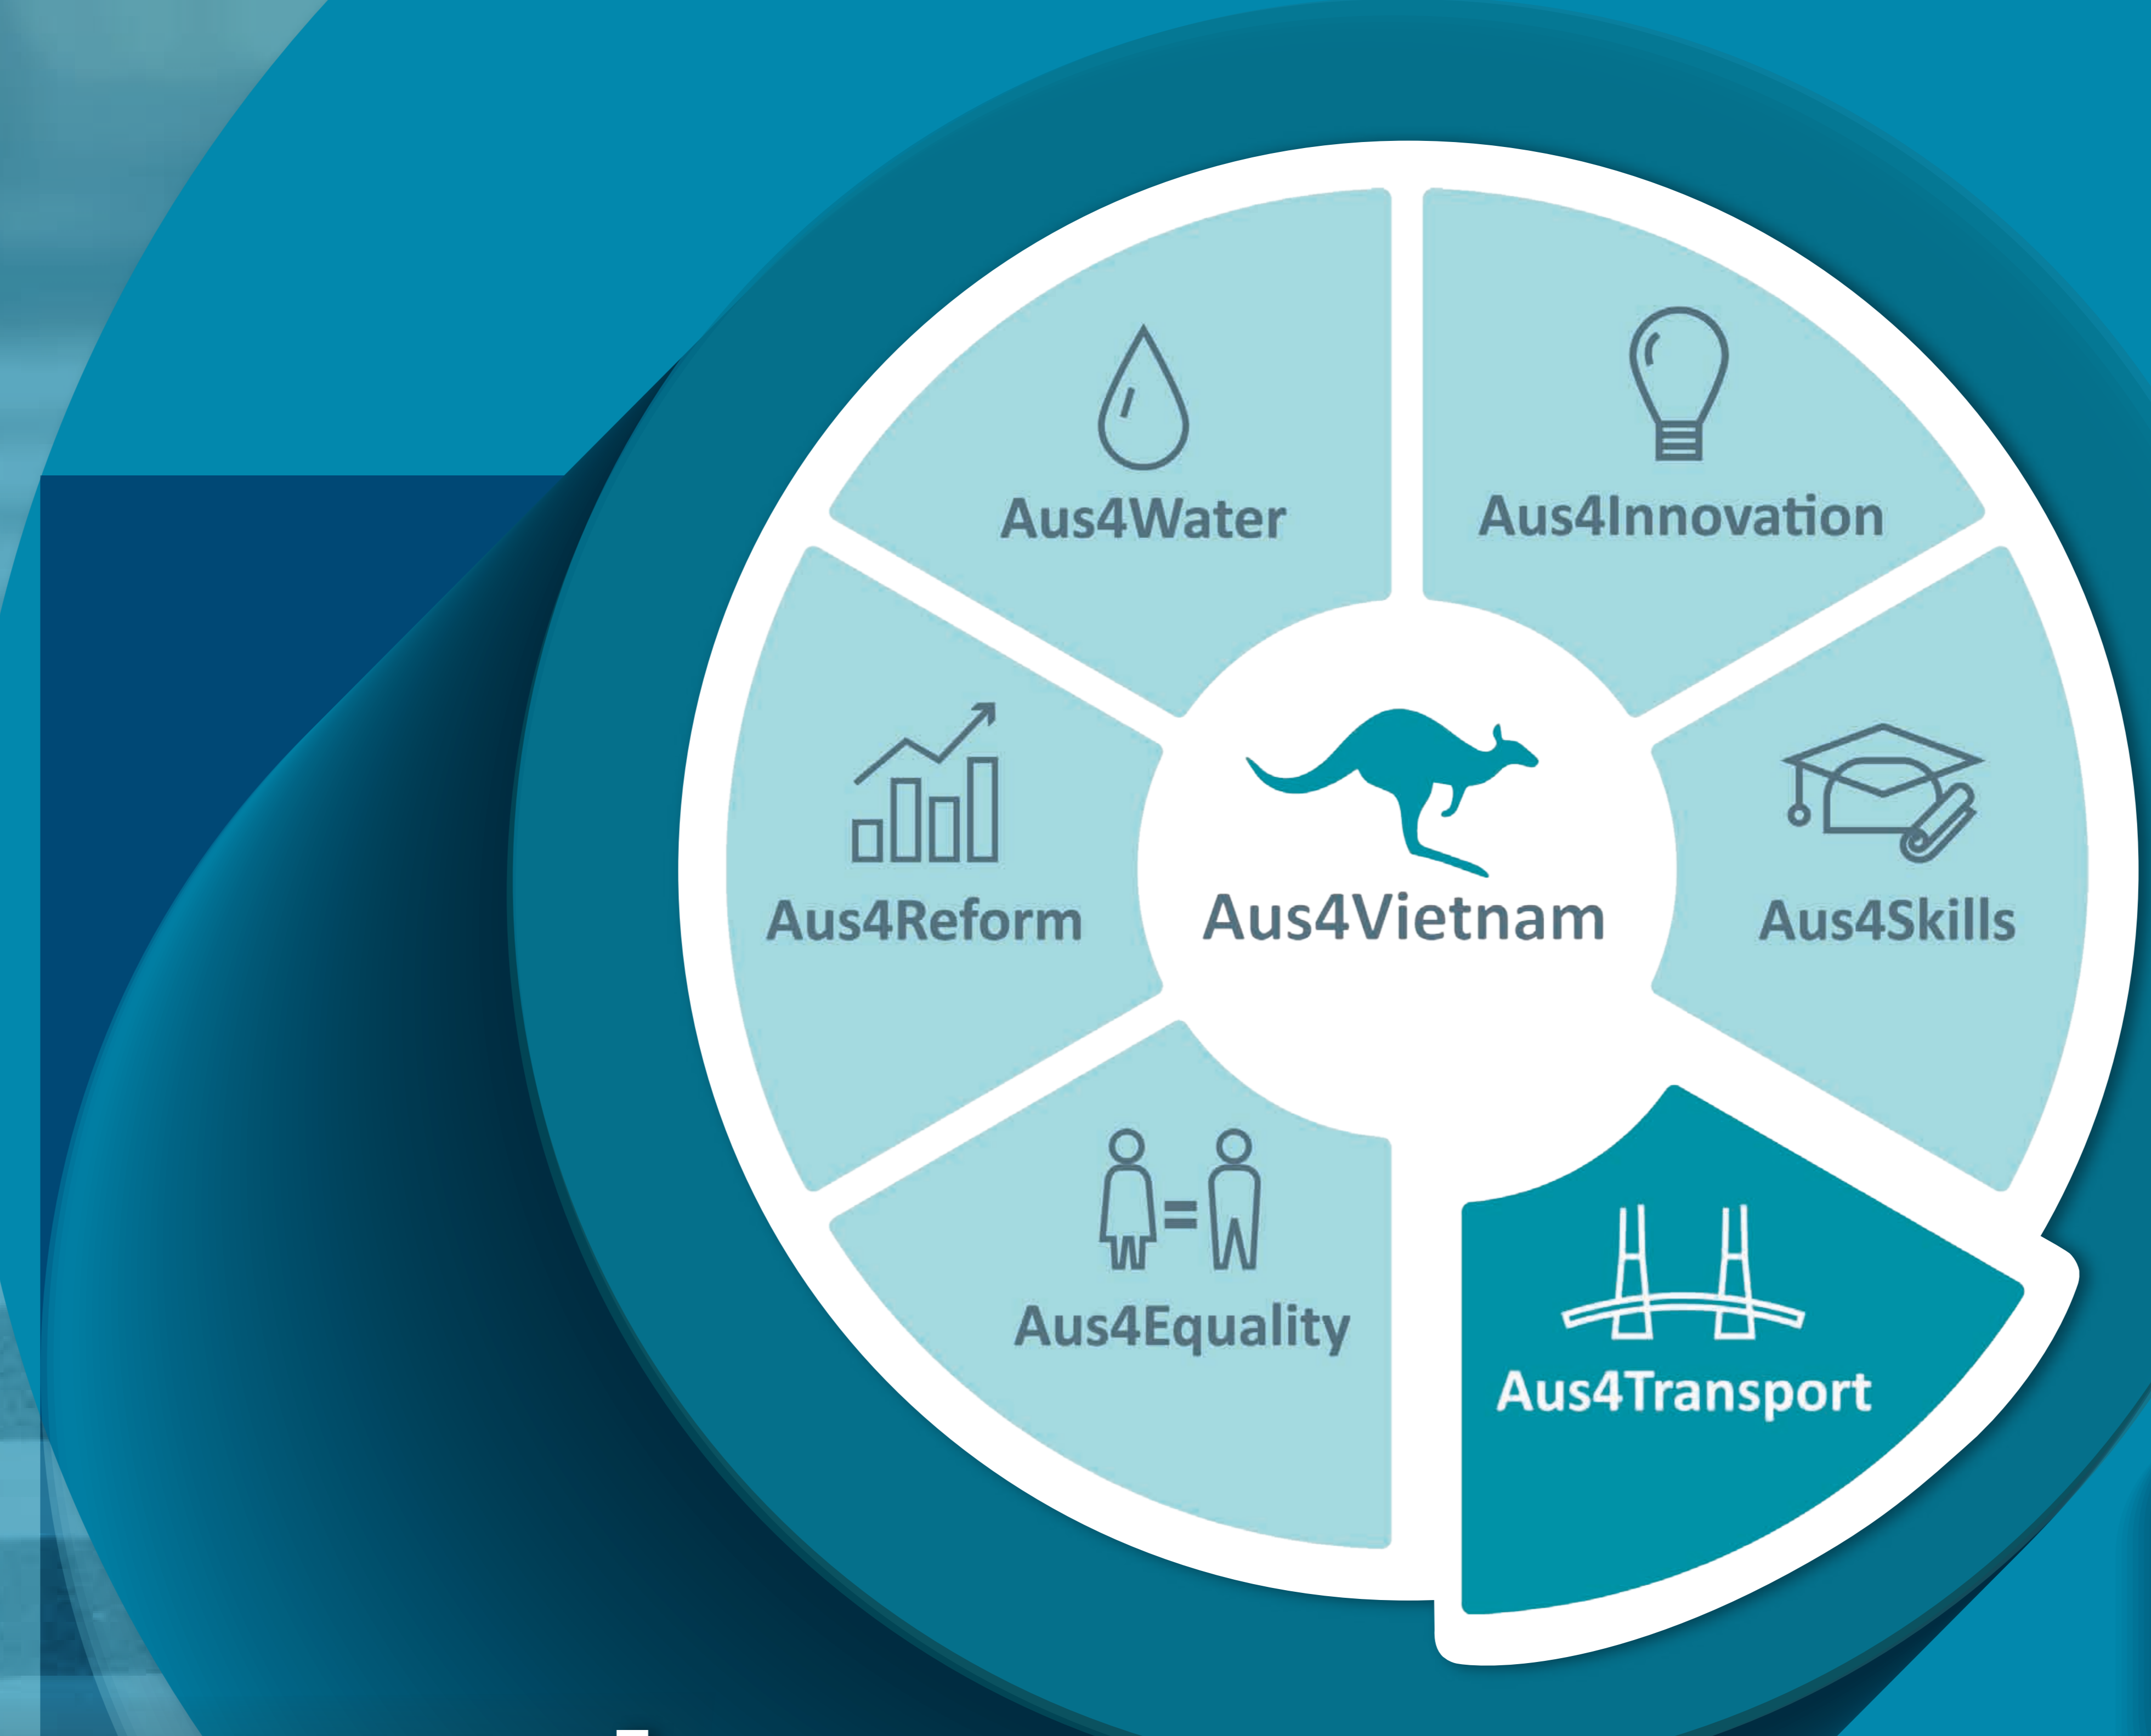 Aus4Water
Aus4Innovation
Aus4Reform
Aus4Vietnam
Aus4Skills
Aus4Equality
Aus4Transport